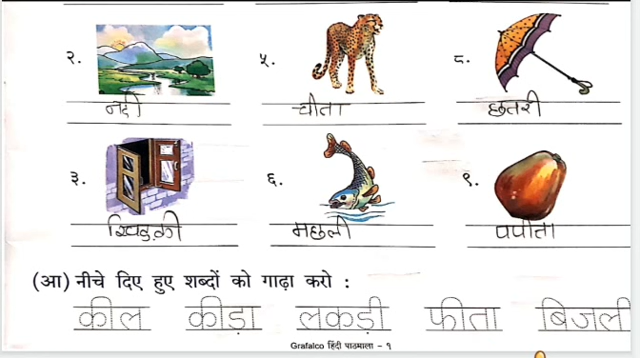 २. ५. ८.
नदी चीता छतरी
३. ६. ९.
खिड़की मछली पपीता
(आ) नीचे दिए हुए शब्दों को गाढ़ा करो :
कील कीड़ा लकड़ी फीता बिजली
Grafalco हिंदी पाठमाला - १